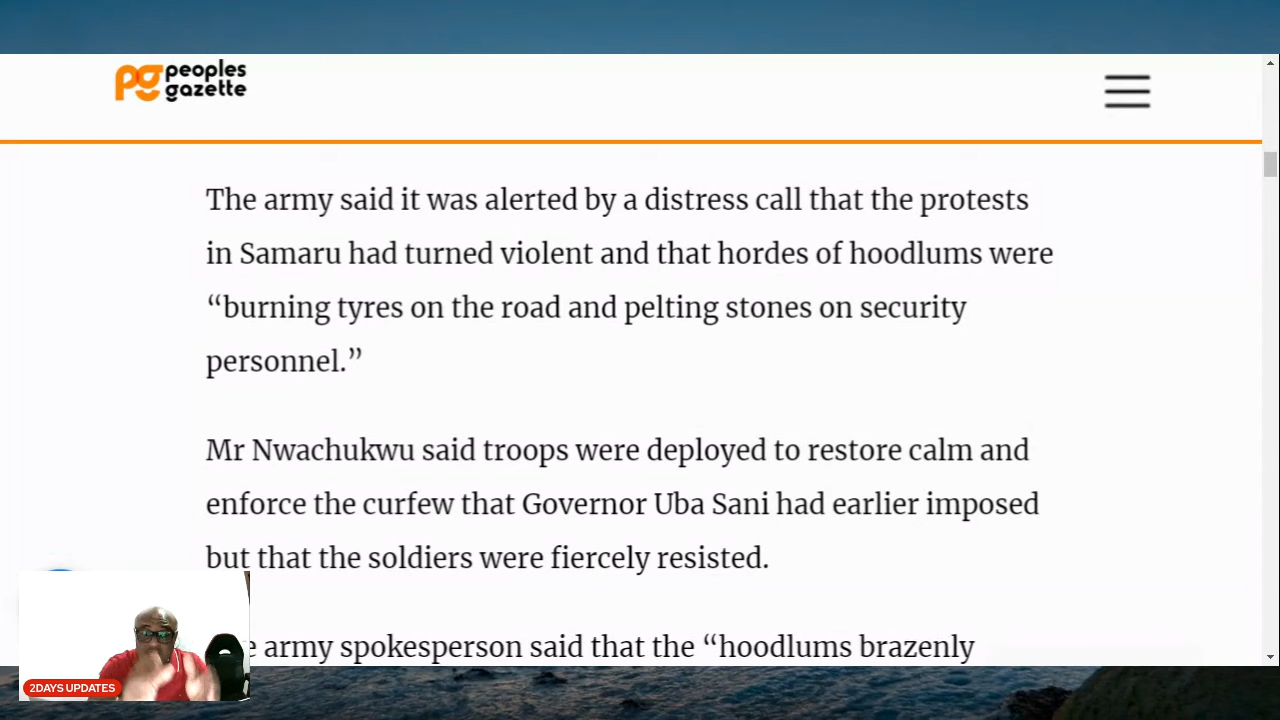 peoples
gazette
The army said it was alerted by a distress call that the protests
in Samaru had turned violent and that hordes of hoodlums were
“burning tyres on the road and pelting stones on security
personnel.”
Mr Nwachukwu said troops were deployed to restore calm and
enforce the curfew that Governor Uba Sani had earlier imposed
but that the soldiers were fiercely resisted.
army spokesperson said that the “hoodlums brazenly
2DAYS UPDATES